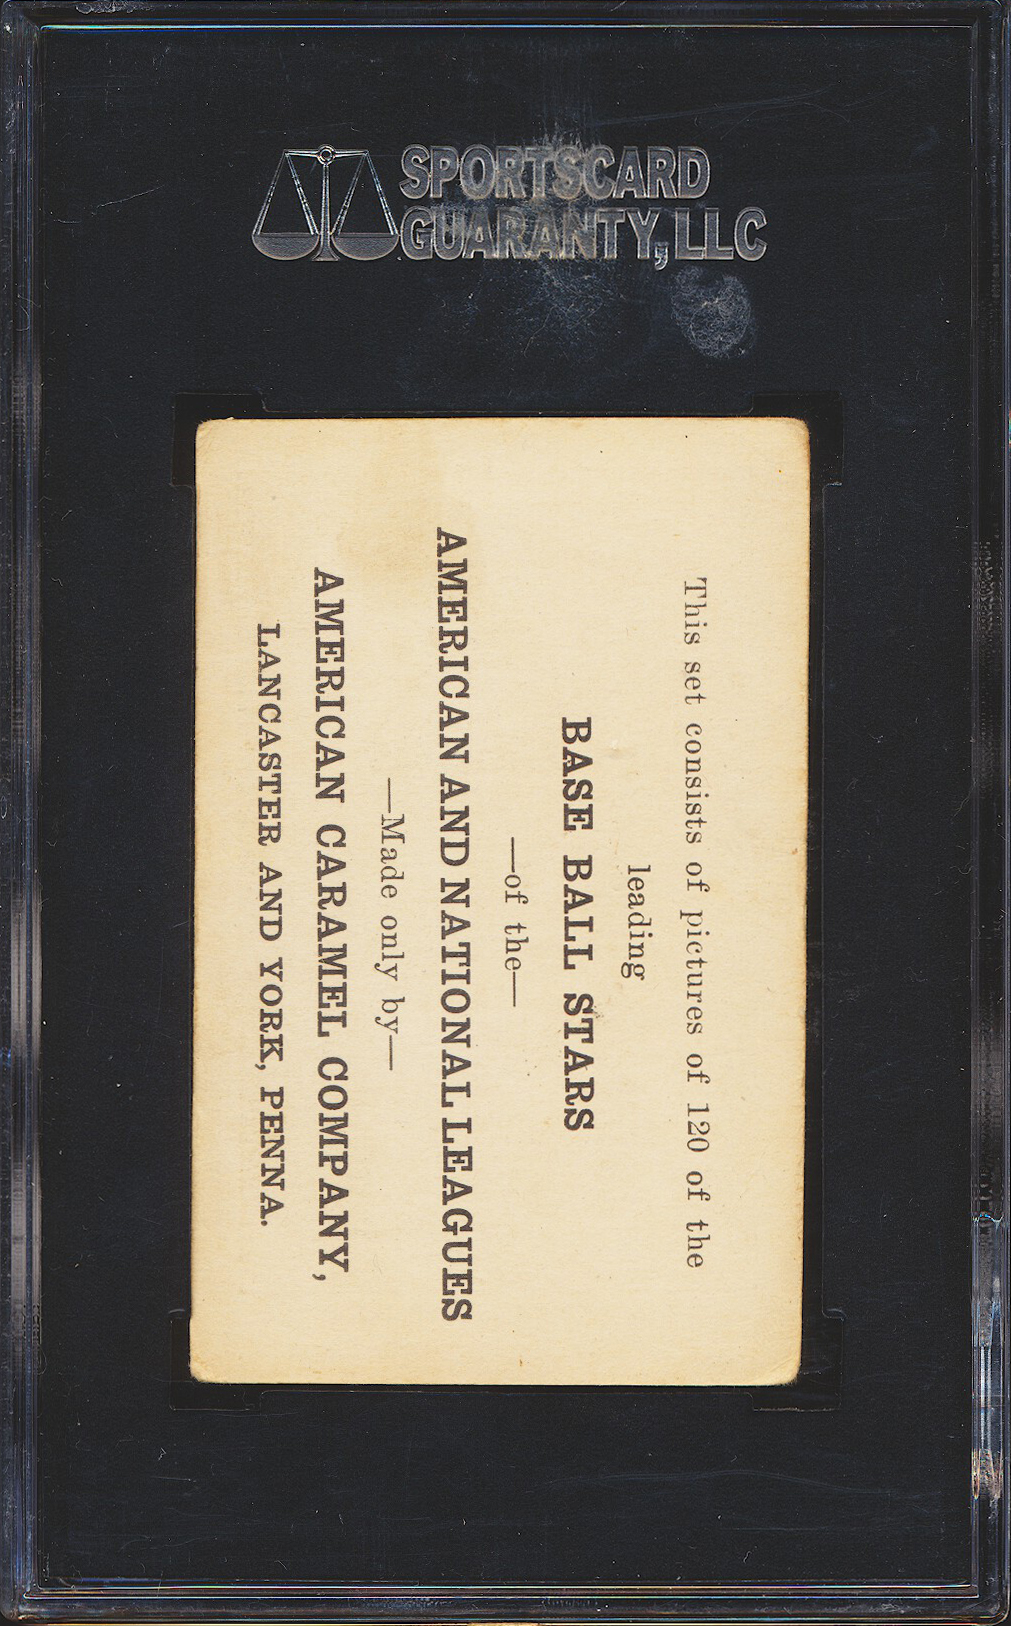 SPORTSCARD
GUARANTY, LLC
This set consists of pictures of 120 of the
leading
BASE BALL STARS
—of the—
AMERICAN AND NATIONAL LEAGUES
—Made only by—
AMERICAN CARAMEL COMPANY,
LANCASTER AND YORK, PENNA.